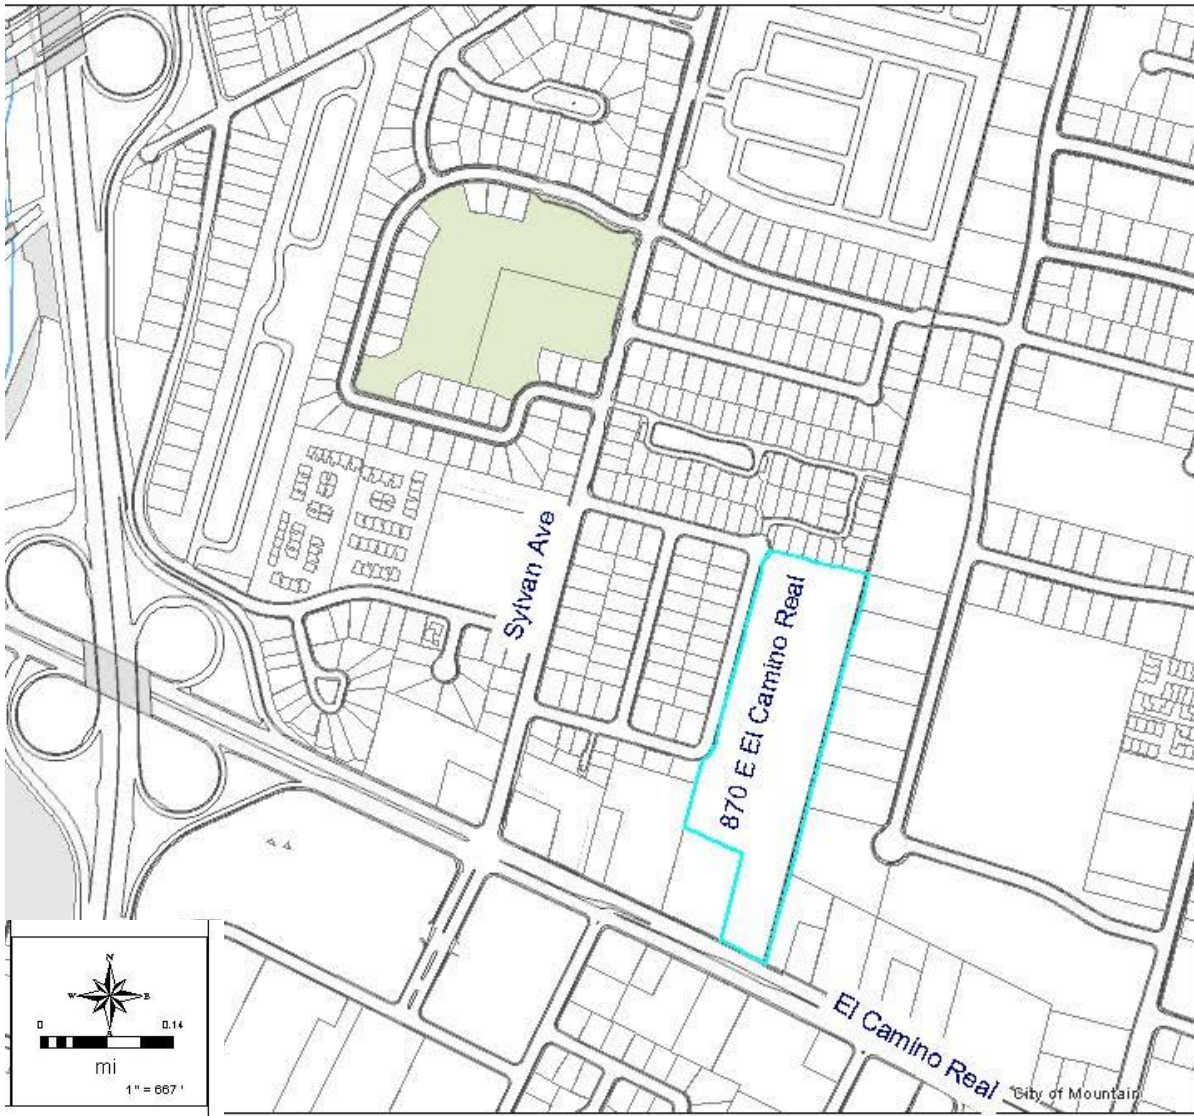 Sylvan Ave
870 E El Camino Real
El Camino Real
N
W
E
S
0
0.14
mi
1" = 667 '
City of Mountain